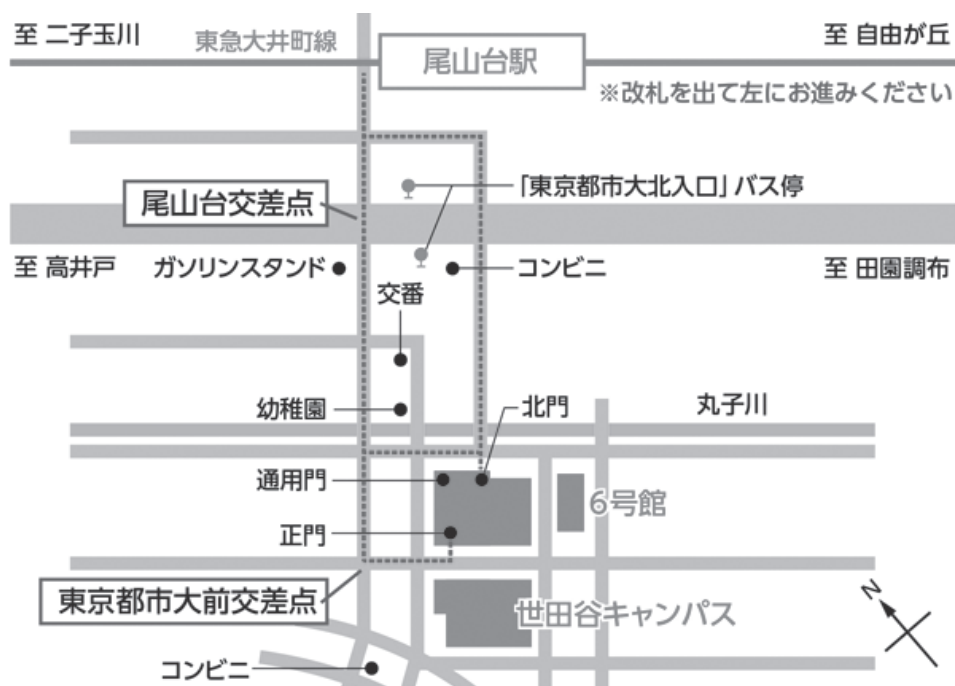 至 二子玉川
東急大井町線
尾山台駅
至 自由が丘
※改札を出て左にお進みください
「東京都市大北入口」バス停
尾山台交差点
至 高井戸
ガソリンスタンド
コンビニ
至 田園調布
交番
幼稚園
北門
丸子川
通用門
6号館
正門
東京都市大前交差点
世田谷キャンパス
N
コンビニ